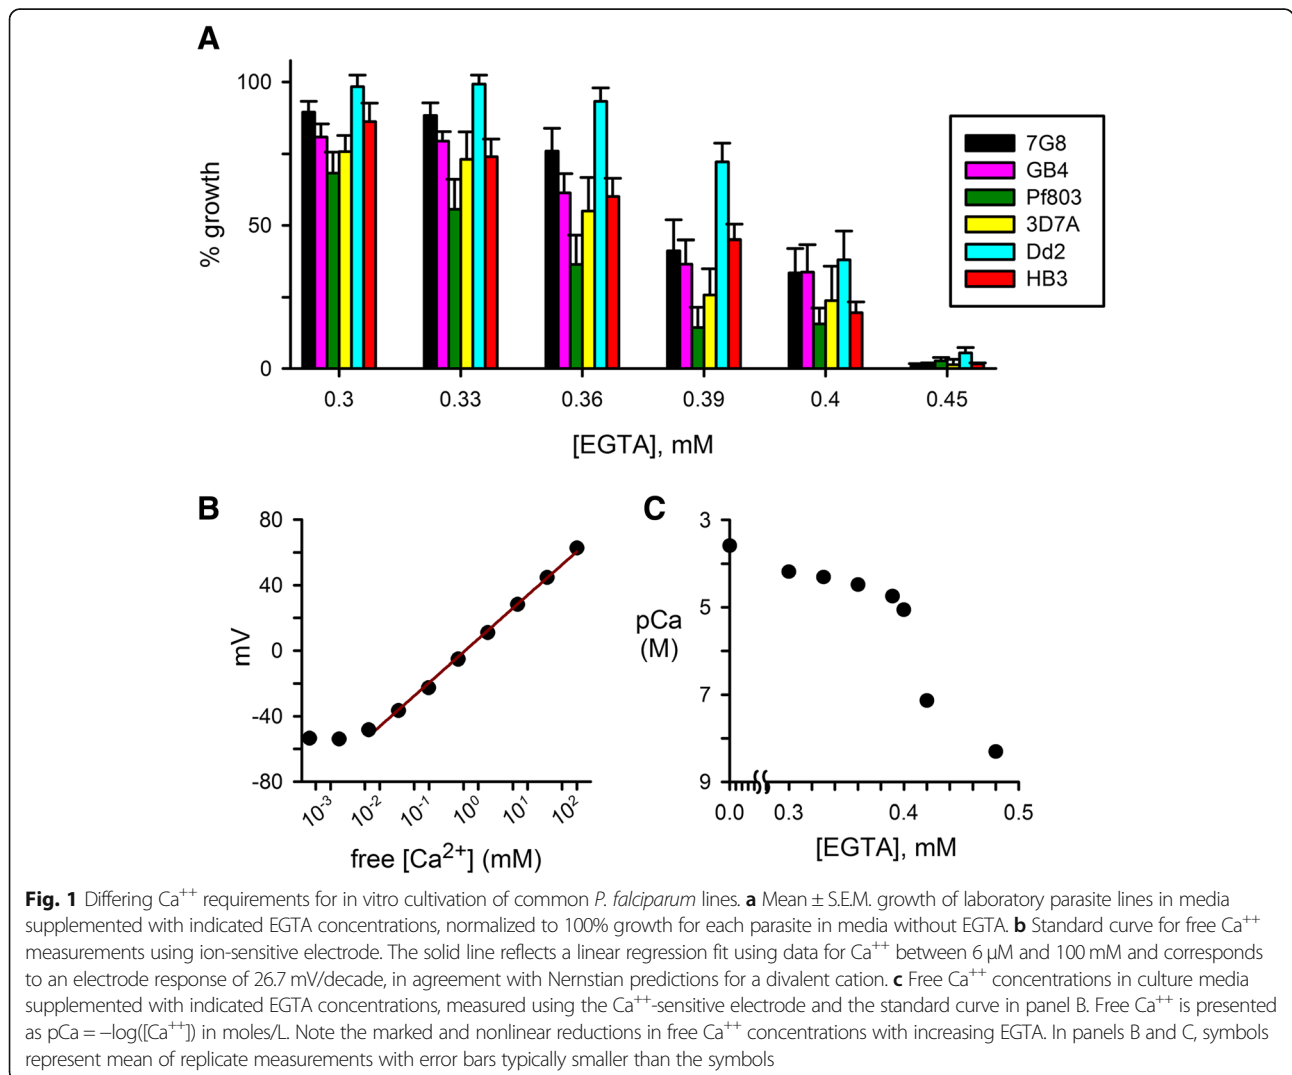 A
100
50
0
% growth
0.3 0.33 0.36 0.39 0.4 0.45
[EGTA], mM
7G8
GB4
Pf803
3D7A
Dd2
HB3
B
80
40
0
-40
-80
mV
10⁻³ 10⁻² 10⁻¹ 10⁰ 10¹ 10²
free [Ca²⁺] (mM)
C
3
5
7
9
pCa
(M)
0.0 0.3 0.4 0.5
[EGTA], mM
Fig. 1 Differing Ca⁺⁺ requirements for in vitro cultivation of common P. falciparum lines. a Mean ± S.E.M. growth of laboratory parasite lines in media
supplemented with indicated EGTA concentrations, normalized to 100% growth for each parasite in media without EGTA. b Standard curve for free Ca⁺⁺
measurements using ion-sensitive electrode. The solid line reflects a linear regression fit using data for Ca⁺⁺ between 6 μM and 100 mM and corresponds
to an electrode response of 26.7 mV/decade, in agreement with Nernstian predictions for a divalent cation. c Free Ca⁺⁺ concentrations in culture media
supplemented with indicated EGTA concentrations, measured using the Ca⁺⁺-sensitive electrode and the standard curve in panel B. Free Ca⁺⁺ is presented
as pCa = −log([Ca⁺⁺]) in moles/L. Note the marked and nonlinear reductions in free Ca⁺⁺ concentrations with increasing EGTA. In panels B and C, symbols
represent mean of replicate measurements with error bars typically smaller than the symbols